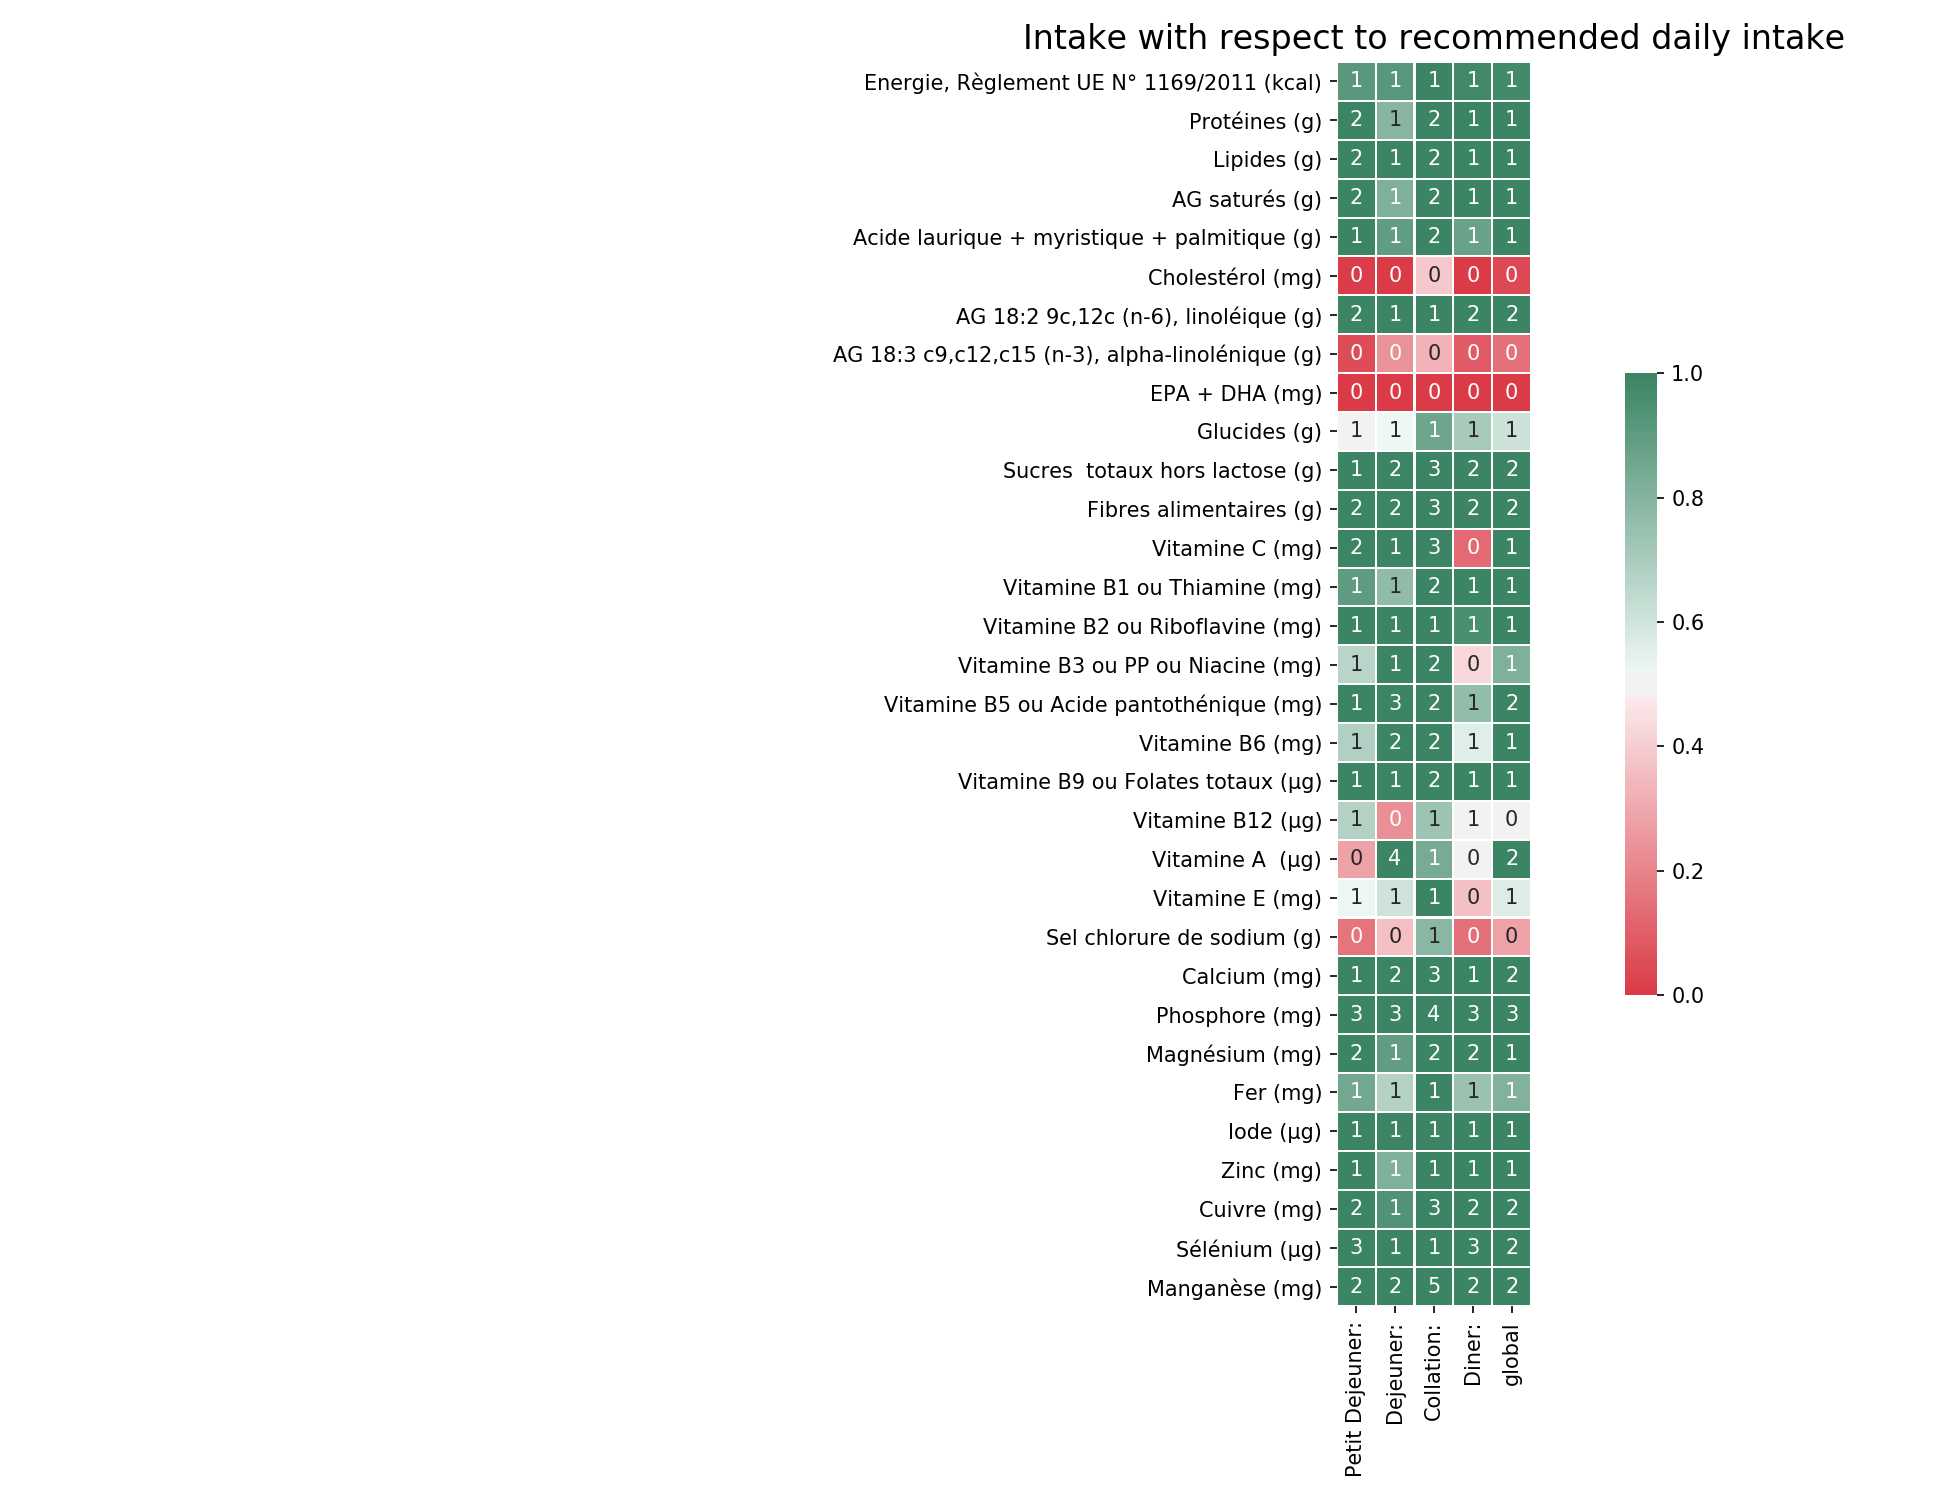 Intake with respect to recommended daily intake
Energie, Règlement UE N° 1169/2011 (kcal) 1 1 1 1 1
Protéines (g) 2 1 2 1 1
Lipides (g) 2 1 2 1 1
AG saturés (g) 2 1 2 1 1
Acide laurique + myristique + palmitique (g) 1 1 2 1 1
Cholestérol (mg) 0 0 0 0 0
AG 18:2 9c,12c (n-6), linoléique (g) 2 1 1 2 2
AG 18:3 c9,c12,c15 (n-3), alpha-linolénique (g) 0 0 0 0 0
EPA + DHA (mg) 0 0 0 0 0
Glucides (g) 1 1 1 1 1
Sucres  totaux hors lactose (g) 1 2 3 2 2
Fibres alimentaires (g) 2 2 3 2 2
Vitamine C (mg) 2 1 3 0 1
Vitamine B1 ou Thiamine (mg) 1 1 2 1 1
Vitamine B2 ou Riboflavine (mg) 1 1 1 1 1
Vitamine B3 ou PP ou Niacine (mg) 1 1 2 0 1
Vitamine B5 ou Acide pantothénique (mg) 1 3 2 1 2
Vitamine B6 (mg) 1 2 2 1 1
Vitamine B9 ou Folates totaux (µg) 1 1 2 1 1
Vitamine B12 (µg) 1 0 1 1 0
Vitamine A  (µg) 0 4 1 0 2
Vitamine E (mg) 1 1 1 0 1
Sel chlorure de sodium (g) 0 0 1 0 0
Calcium (mg) 1 2 3 1 2
Phosphore (mg) 3 3 4 3 3
Magnésium (mg) 2 1 2 2 1
Fer (mg) 1 1 1 1 1
Iode (µg) 1 1 1 1 1
Zinc (mg) 1 1 1 1 1
Cuivre (mg) 2 1 3 2 2
Sélénium (µg) 3 1 1 3 2
Manganèse (mg) 2 2 5 2 2
Petit Dejeuner:
Dejeuner:
Collation:
Diner:
global
1.0
0.8
0.6
0.4
0.2
0.0